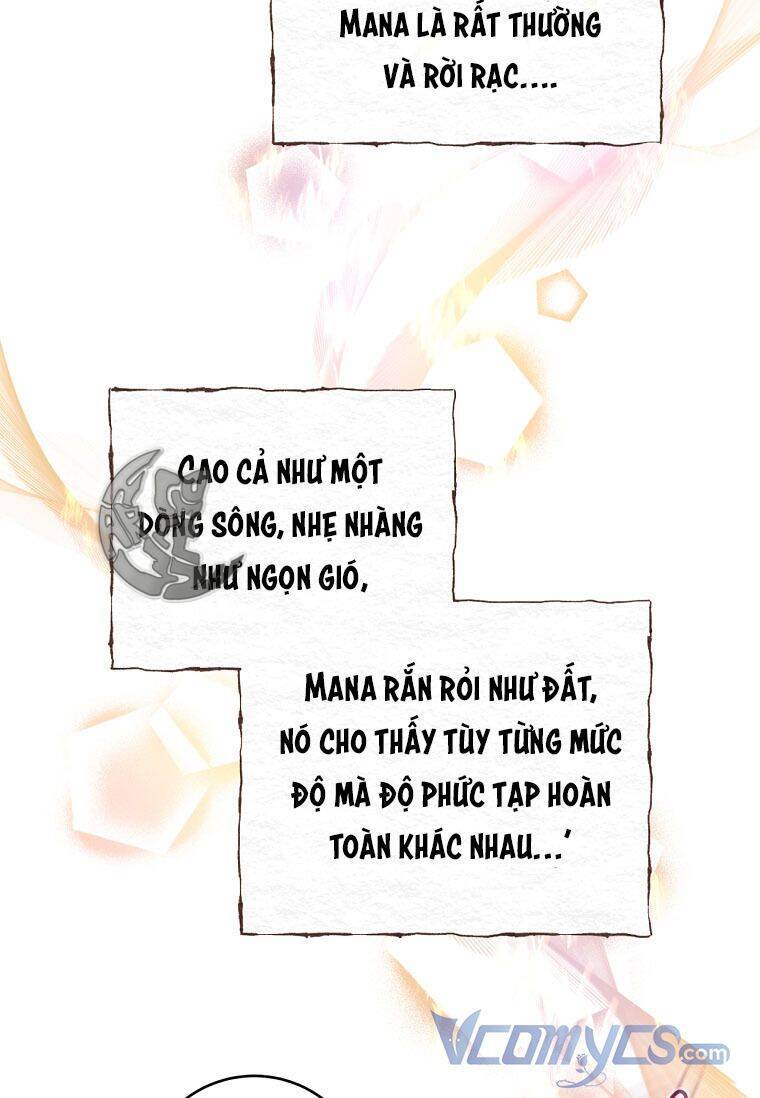 MANA LÀ RẤT THƯỜNG
VÀ RỜI RẠC....
CAO CẢ NHƯ MỘT
DÒNG SÔNG, NHẸ NHÀNG
NHƯ NGỌN GIÓ,
MANA RẮN RỎI NHƯ ĐẤT,
NÓ CHO THẤY TÙY TỪNG MỨC
ĐỘ MÀ ĐỘ PHỨC TẠP HOÀN
TOÀN KHÁC NHAU...'
VCOMYCS.com